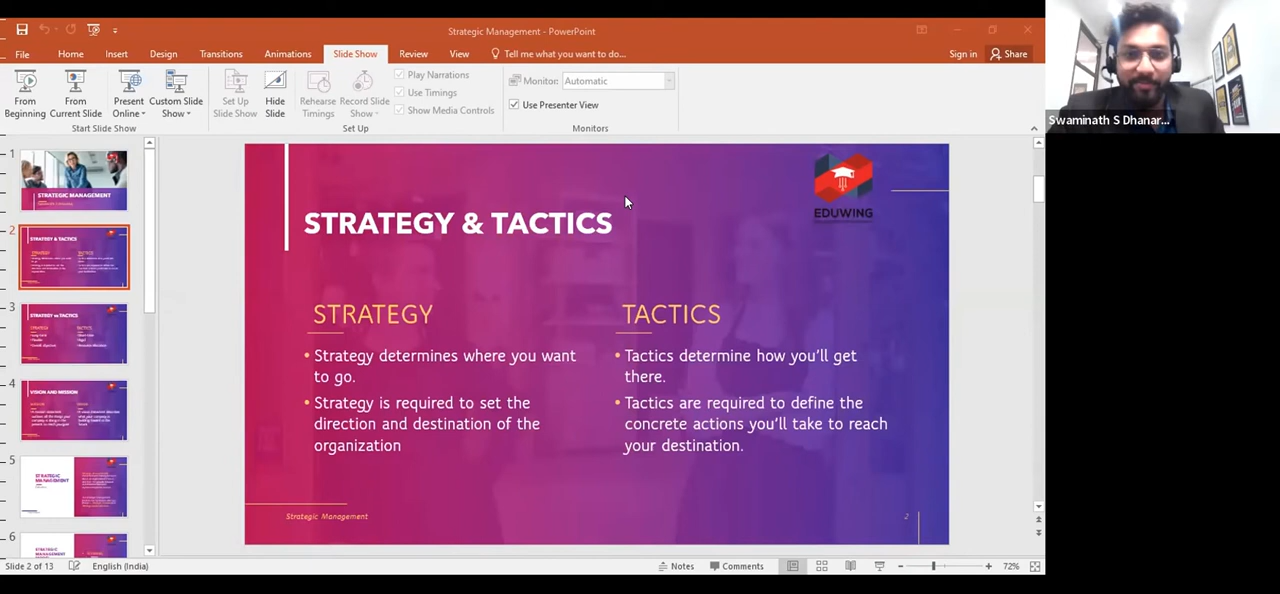 Strategic Management - PowerPoint
File Home Insert Design Transitions Animations Slide Show Review View Tell me what you want to do... Sign in Share
From Beginning
From Current Slide
Present Online
Custom Slide Show
Start Slide Show
Set Up Slide Show
Hide Slide
Rehearse Timings
Record Slide Show
Play Narrations
Use Timings
Show Media Controls
Set Up
Monitor: Automatic
Use Presenter View
Monitors
Swaminath S Dhanar...
1
STRATEGIC MANAGEMENT
2
STRATEGY & TACTICS
STRATEGY TACTICS
3
STRATEGY vs TACTICS
STRATEGY TACTICS
4
VISION AND MISSION
5
STRATEGIC
MANAGEMENT
6
STRATEGIC
EDUWING
STRATEGY & TACTICS
STRATEGY
• Strategy determines where you want
to go.
• Strategy is required to set the
direction and destination of the
organization
TACTICS
• Tactics determine how you'll get
there.
• Tactics are required to define the
concrete actions you'll take to reach
your destination.
Strategic Management 2
Slide 2 of 13 English (India) Notes Comments 72%